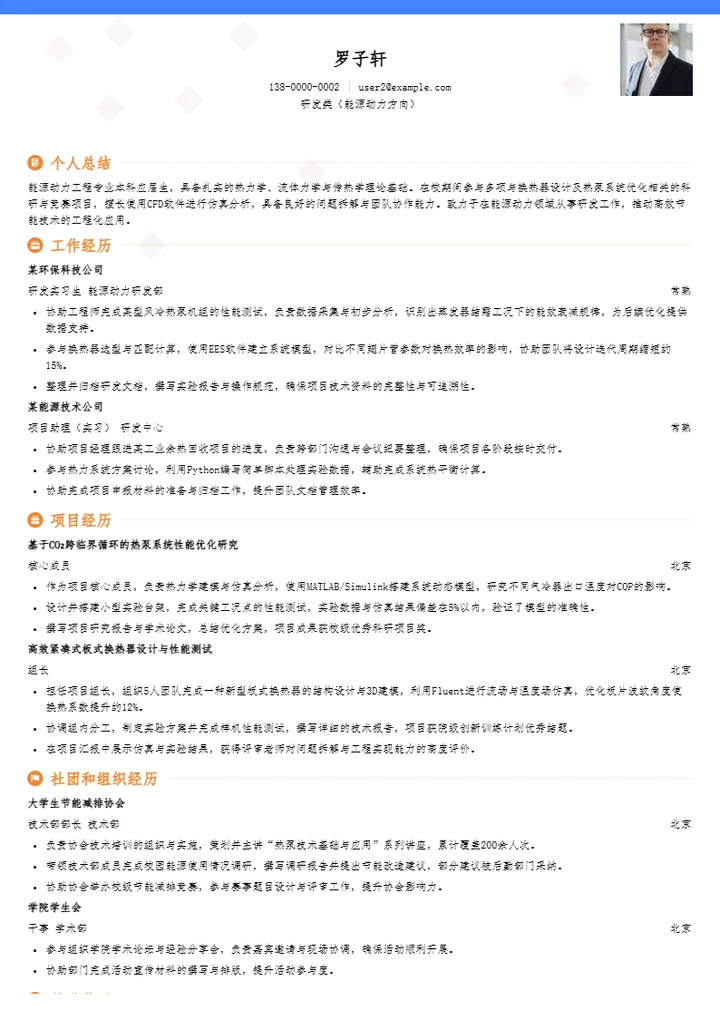 罗子轩
138-0000-0002 | user2@example.com
研发类（能源动力方向）
个人总结
能源动力工程专业本科应届生，具备扎实的热力学、流体力学与传热学理论基础。在校期间参与多项与换热器设计及热泵系统优化相关的科
研与竞赛项目，擅长使用CFD软件进行仿真分析，具备良好的问题拆解与团队协作能力。致力于在能源动力领域从事研发工作，推动高效节
能技术的工程化应用。
工作经历
某环保科技公司
研发实习生 能源动力研发部 常熟
• 协助工程师完成某型风冷热泵机组的性能测试，负责数据采集与初步分析，识别出蒸发器结霜工况下的能效衰减规律，为后续优化提供
数据支持。
• 参与换热器选型与匹配计算，使用EES软件建立系统模型，对比不同翅片管参数对换热效率的影响，协助团队将设计迭代周期缩短约
15%。
• 整理并归档研发文档，撰写实验报告与操作规范，确保项目技术资料的完整性与可追溯性。
某能源技术公司
项目助理（实习） 研发中心 常熟
• 协助项目经理跟进某工业余热回收项目的进度，负责跨部门沟通与会议纪要整理，确保项目各阶段按时交付。
• 参与热力系统方案讨论，利用Python编写简单脚本处理实验数据，辅助完成系统热平衡计算。
• 协助完成项目申报材料的准备与归档工作，提升团队文档管理效率。
项目经历
基于CO₂跨临界循环的热泵系统性能优化研究
核心成员 北京
• 作为项目核心成员，负责热力学建模与仿真分析，使用MATLAB/Simulink搭建系统动态模型，研究不同气冷器出口温度对COP的影响。
• 设计并搭建小型实验台架，完成关键工况点的性能测试，实验数据与仿真结果偏差在5%以内，验证了模型的准确性。
• 撰写项目研究报告与学术论文，总结优化方案，项目成果获校级优秀科研项目奖。
高效紧凑式板式换热器设计与性能测试
组长 北京
• 担任项目组长，组织5人团队完成一种新型板式换热器的结构设计与3D建模，利用Fluent进行流场与温度场仿真，优化板片波纹角度使
换热系数提升约12%。
• 协调组内分工，制定实验方案并完成样机性能测试，撰写详细的技术报告，项目获院级创新训练计划优秀结题。
• 在项目汇报中展示仿真与实验结果，获得评审老师对问题拆解与工程实现能力的高度评价。
社团和组织经历
大学生节能减排协会
技术部部长 技术部 北京
• 负责协会技术培训的组织与实施，策划并主讲“热泵技术基础与应用”系列讲座，累计覆盖200余人次。
• 带领技术部成员完成校园能源使用情况调研，撰写调研报告并提出节能改造建议，部分建议被后勤部门采纳。
• 协助协会举办校级节能减排竞赛，参与赛事题目设计与评审工作，提升协会影响力。
学院学生会
干事 学术部 北京
• 参与组织学院学术论坛与经验分享会，负责嘉宾邀请与现场协调，确保活动顺利开展。
• 协助部门完成活动宣传材料的撰写与排版，提升活动参与度。